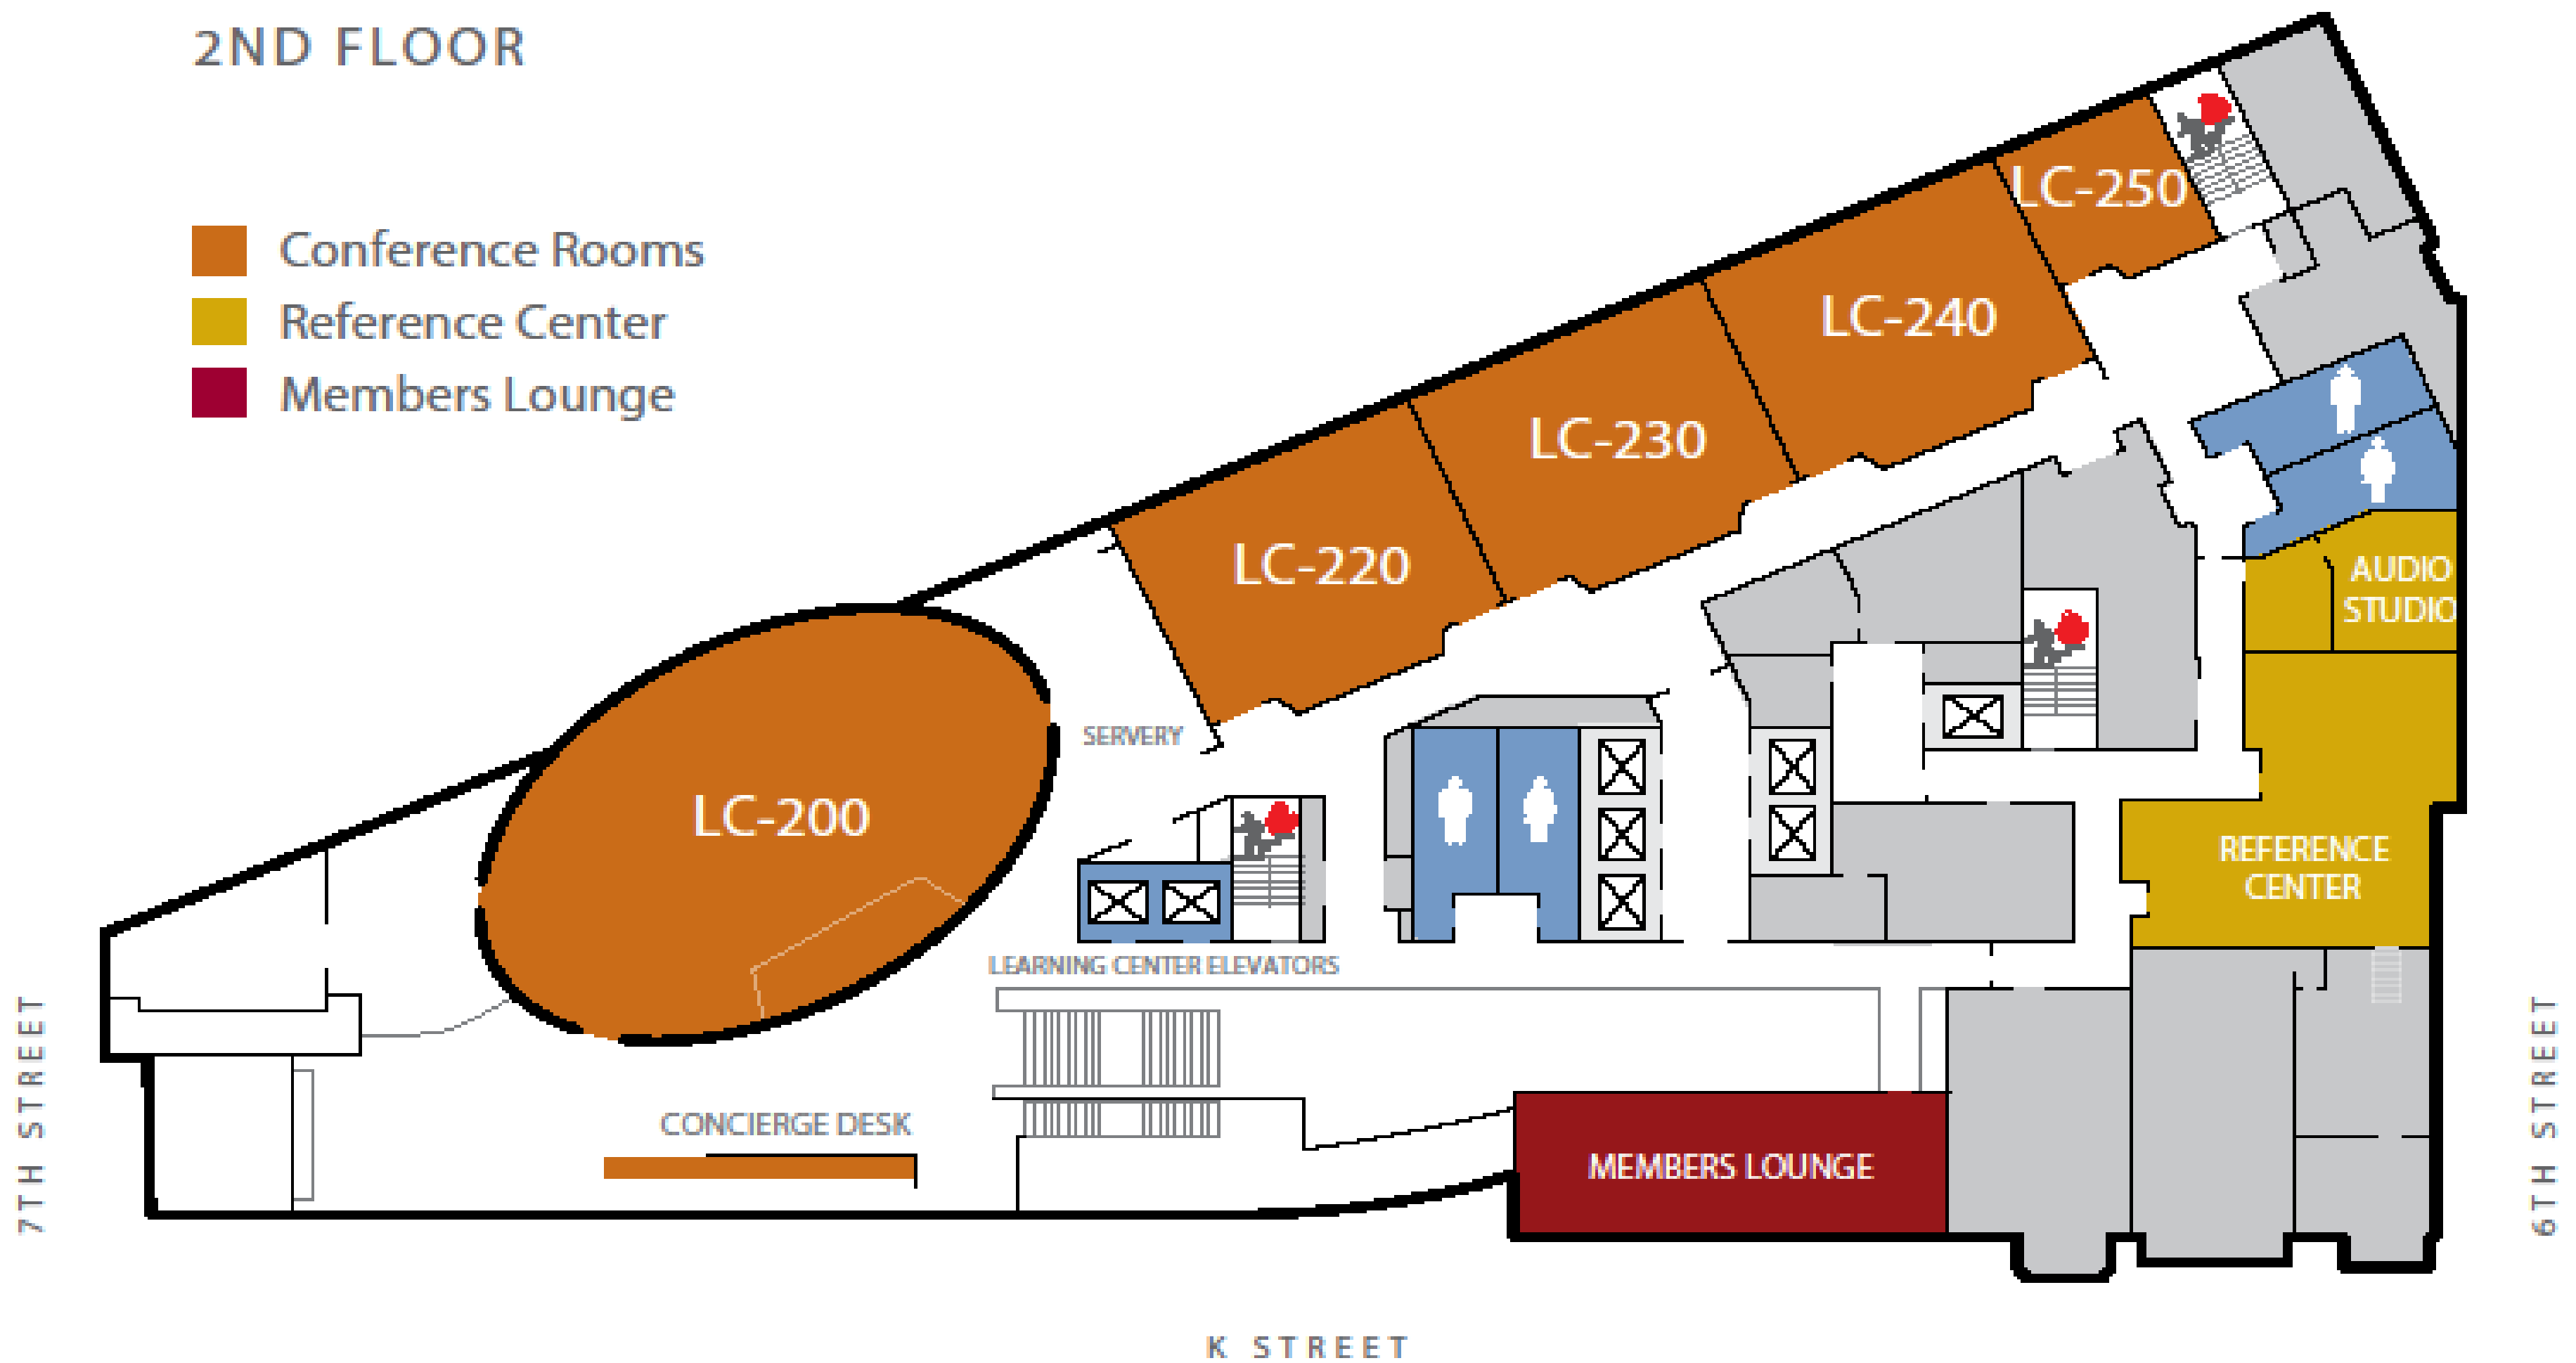 2ND FLOOR
Conference Rooms
Reference Center
Members Lounge
LC-250
LC-240
LC-230
LC-220
LC-200
SERVERY
AUDIO
STUDIO
REFERENCE
CENTER
LEARNING CENTER ELEVATORS
CONCIERGE DESK
MEMBERS LOUNGE
7TH STREET
6TH STREET
K STREET